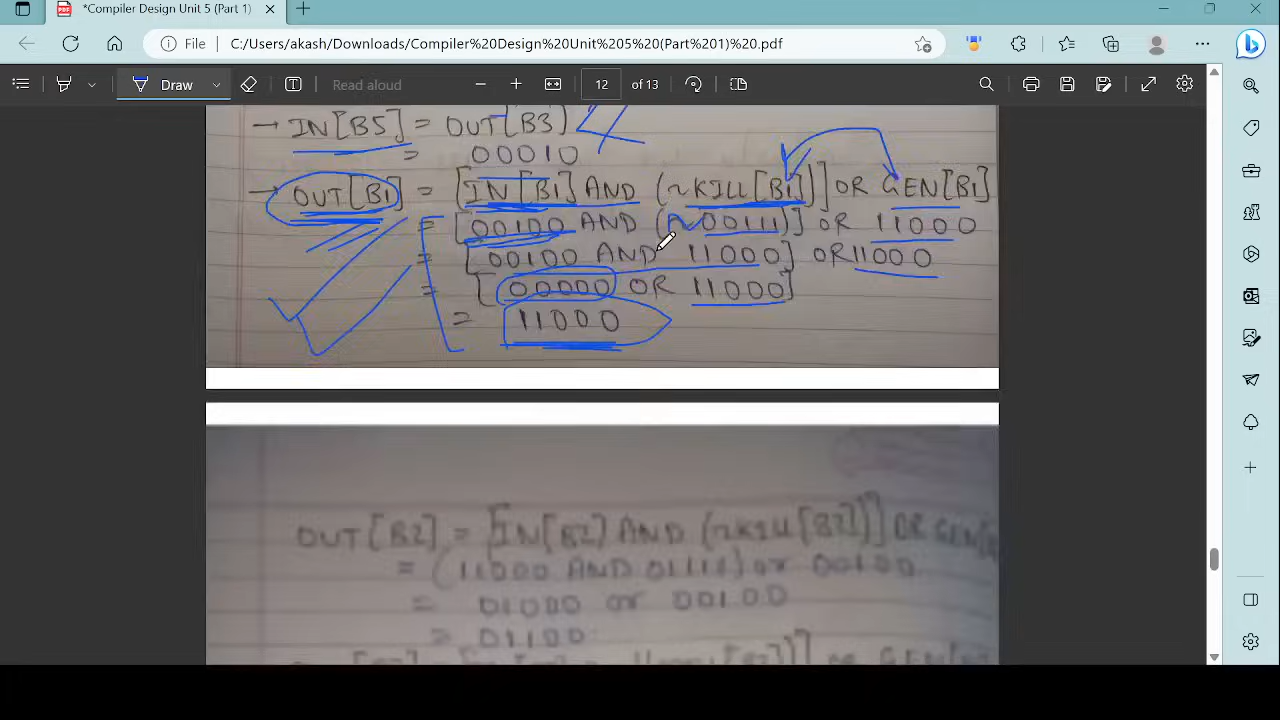 *Compiler Design Unit 5 (Part 1)
File C:/Users/akash/Downloads/Compiler%20Design%20Unit%205%20(Part%201)%20.pdf
Draw Read aloud 12 of 13
→ IN[B5] = OUT[B3]
= 00010
→ OUT[B1] = [IN[B1] AND (~KILL[B1])] OR GEN[B1]
= [00100 AND (~00111)] OR 11000
= [00100 AND 11000] OR 11000
= [00000 OR 11000]
= 11000
OUT[B2] = [IN[B2] AND (~KILL[B2])] OR GEN[
= (11000 AND 01111) or 00100
= 01000 or 00100
= 01100